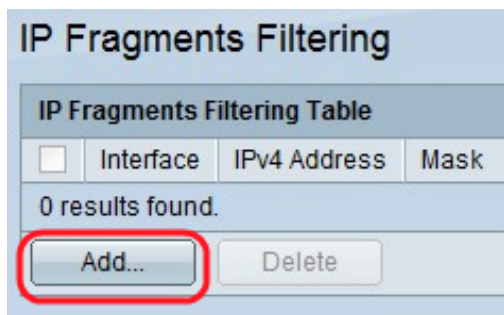 IP Fragments Filtering
IP Fragments Filtering Table
Interface IPv4 Address Mask
0 results found.
Add... Delete